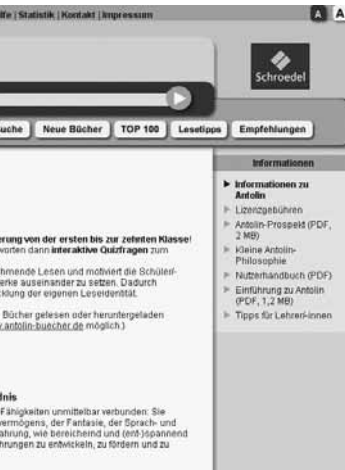 ilfe | Statistik | Kontakt | Impressum
A A
Schroedel
uche Neue Bücher TOP 100 Lesetipps Empfehlungen
Informationen
Informationen zu
Antolin
Lizenzgebühren
Antolin-Prospekt (PDF,
2 MB)
Kleine Antolin-
Philosophie
Nutzerhandbuch (PDF)
Einführung zu Antolin
(PDF, 1,2 MB)
Tipps für Lehrer/-innen
erung von der ersten bis zur zehnten Klasse!
worten dann interaktive Quizfragen zum
hmende Lesen und motiviert die Schüler/-
erke auseinander zu setzen. Dadurch
cklung der eigenen Leseidentität.
Bücher gelesen oder heruntergeladen
.antolin-buecher.de möglich.)
dnis
Fähigkeiten unmittelbar verbunden: Sie
vermögens, der Fantasie, der Sprach- und
ahrung, wie bereichernd und (ent-)spannend
hrungen zu entwickeln, zu fördern und zu